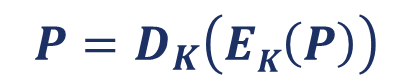 P = D_K(E_K(P))